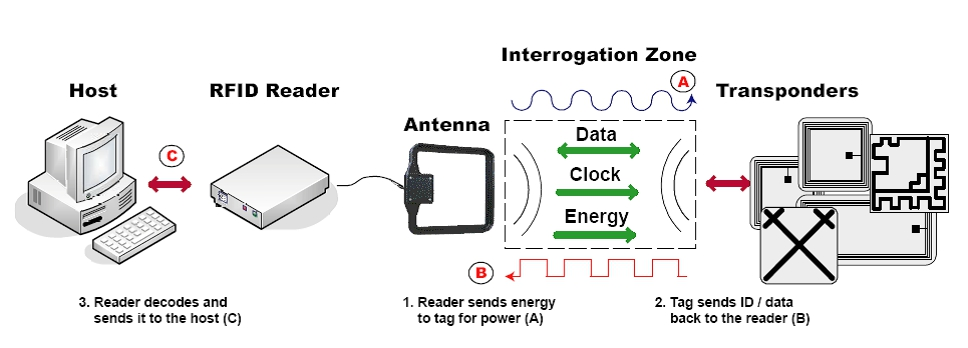 Interrogation Zone
Host
RFID Reader
A
Transponders
Antenna
Data
C
Clock
Energy
B
3. Reader decodes and
sends it to the host (C)
1. Reader sends energy
to tag for power (A)
2. Tag sends ID / data
back to the reader (B)